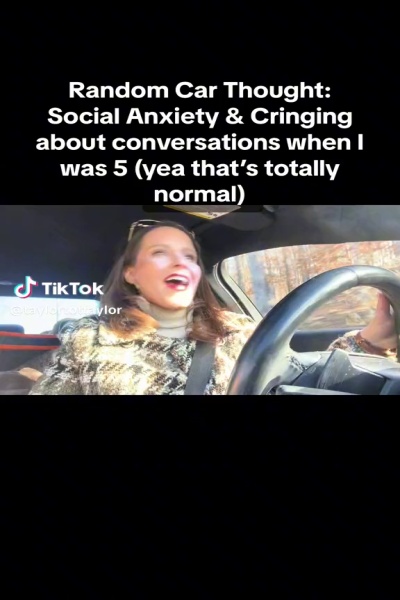 Random Car Thought:
Social Anxiety & Cringing
about conversations when I
was 5 (yea that’s totally
normal)
TikTok